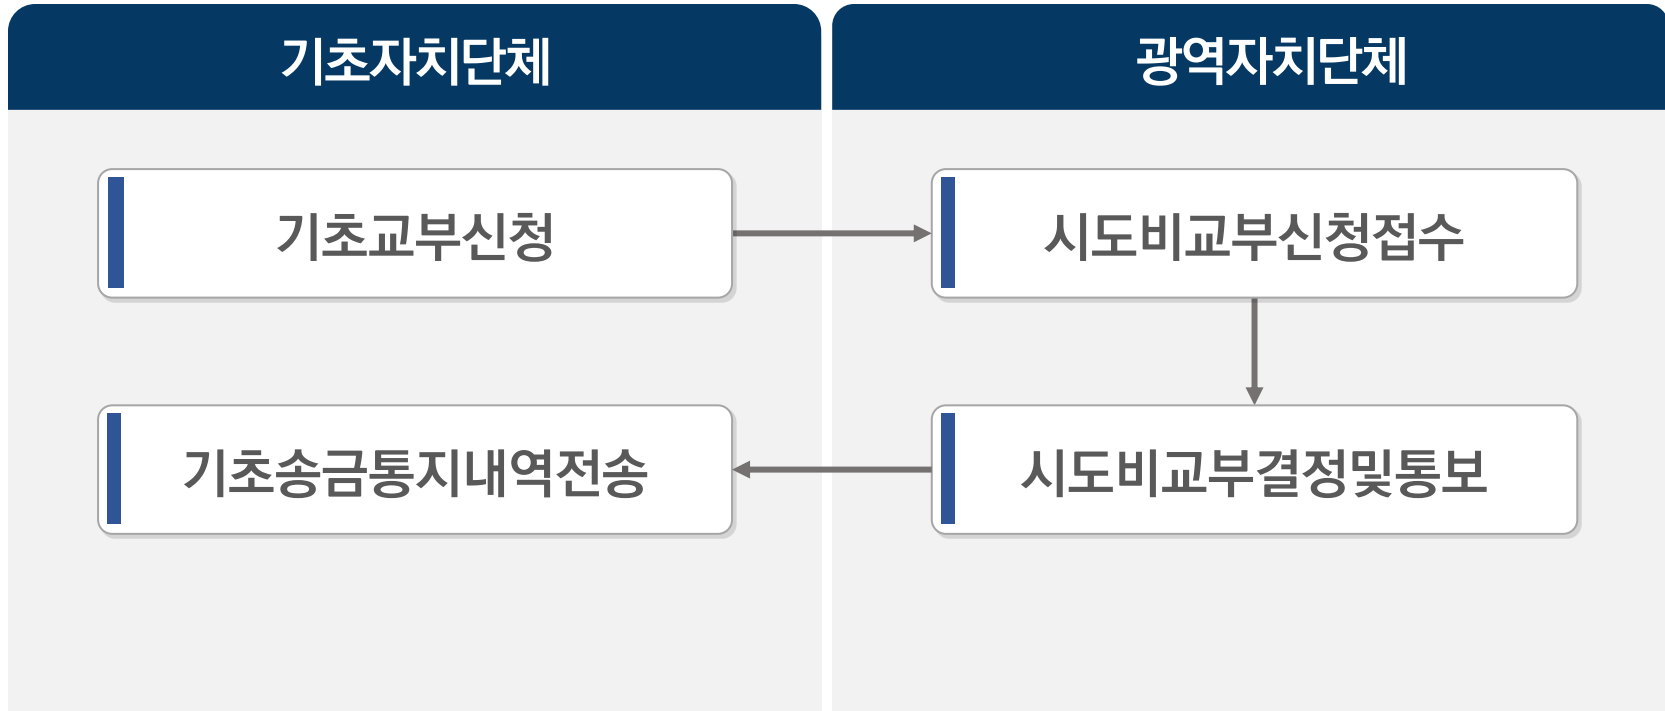 기초자치단체
광역자치단체
기초교부신청
시도비교부신청접수
기초송금통지내역전송
시도비교부결정및통보